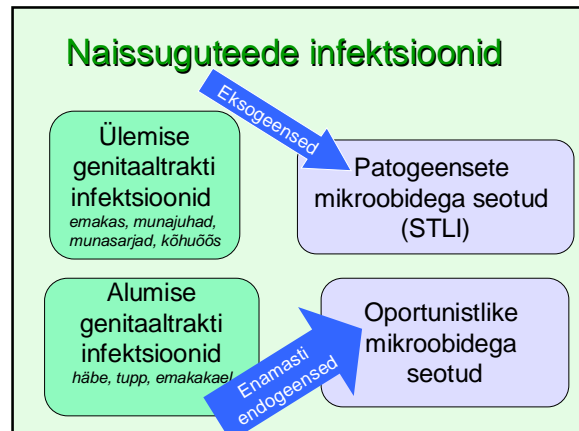 Naissuguteede infektsioonid
Eksogeensed
Ülemise
genitaaltrakti
infektsioonid
emakas, munajuhad,
munasarjad, kõhuõõs
Patogeensete
mikroobidega seotud
(STLI)
Alumise
genitaaltrakti
infektsioonid
häbe, tupp, emakakael
Enamasti
endogeensed
Oportunistlike
mikroobidega
seotud